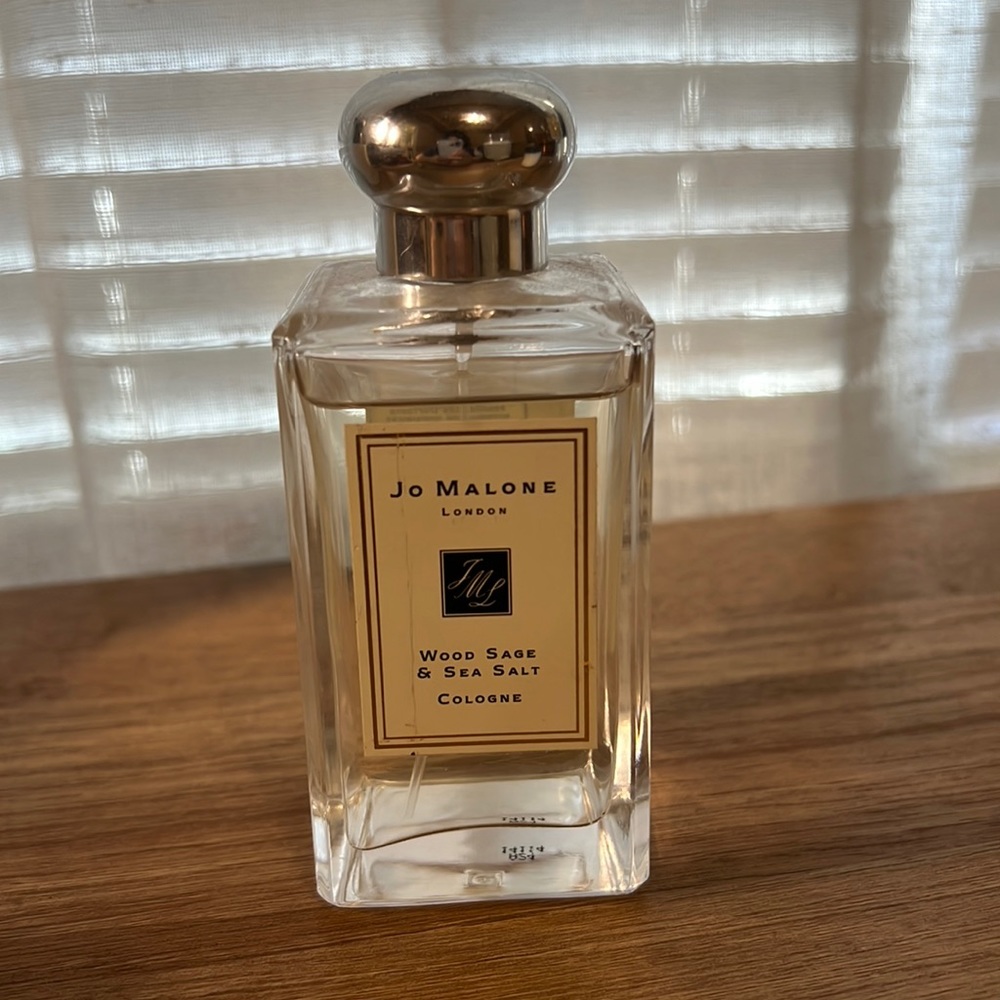 Jo Malone
London
JML
Wood Sage
& Sea Salt
Cologne